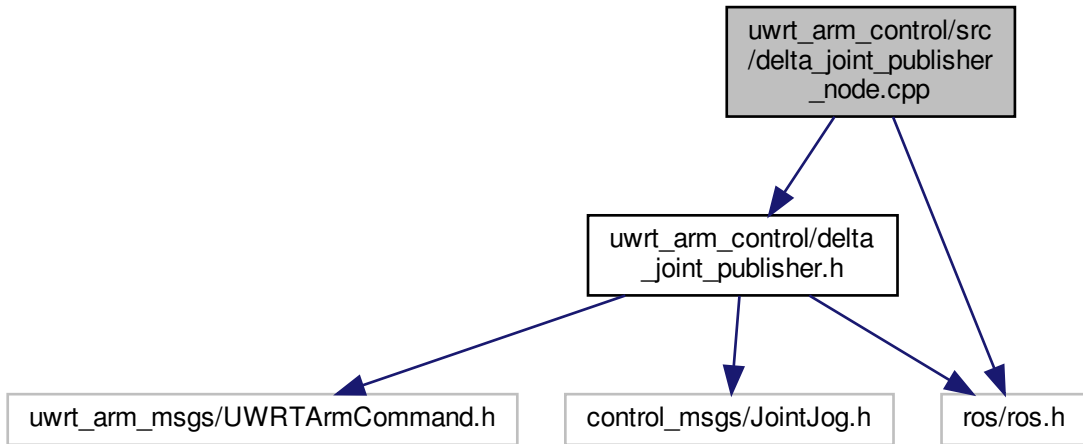 uwrt_arm_control/src
/delta_joint_publisher
_node.cpp
uwrt_arm_control/delta
_joint_publisher.h
uwrt_arm_msgs/UWRTArmCommand.h
control_msgs/JointJog.h
ros/ros.h